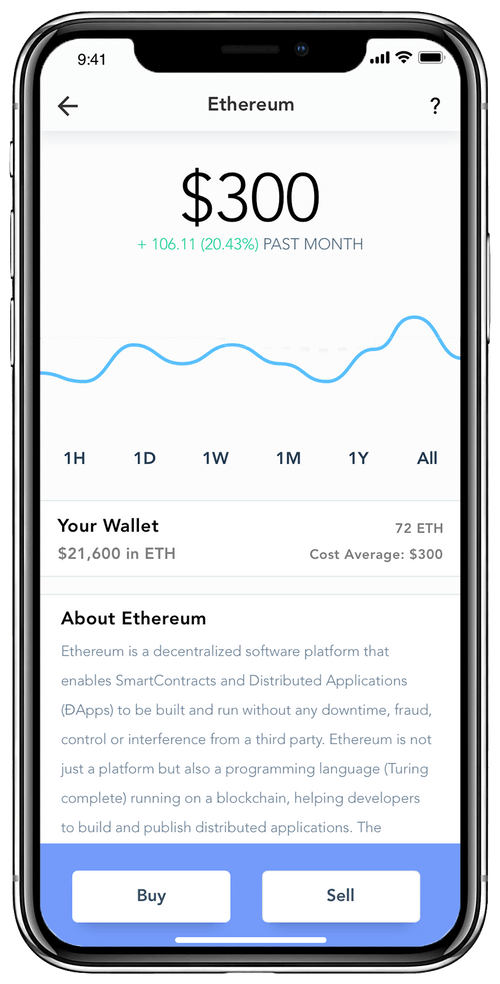 9:41
Ethereum ?
$300
+ 106.11 (20.43%) PAST MONTH
1H 1D 1W 1M 1Y All
Your Wallet 72 ETH
$21,600 in ETH Cost Average: $300
About Ethereum
Ethereum is a decentralized software platform that
enables SmartContracts and Distributed Applications
(ĐApps) to be built and run without any downtime, fraud,
control or interference from a third party. Ethereum is not
just a platform but also a programming language (Turing
complete) running on a blockchain, helping developers
to build and publish distributed applications. The
Buy Sell